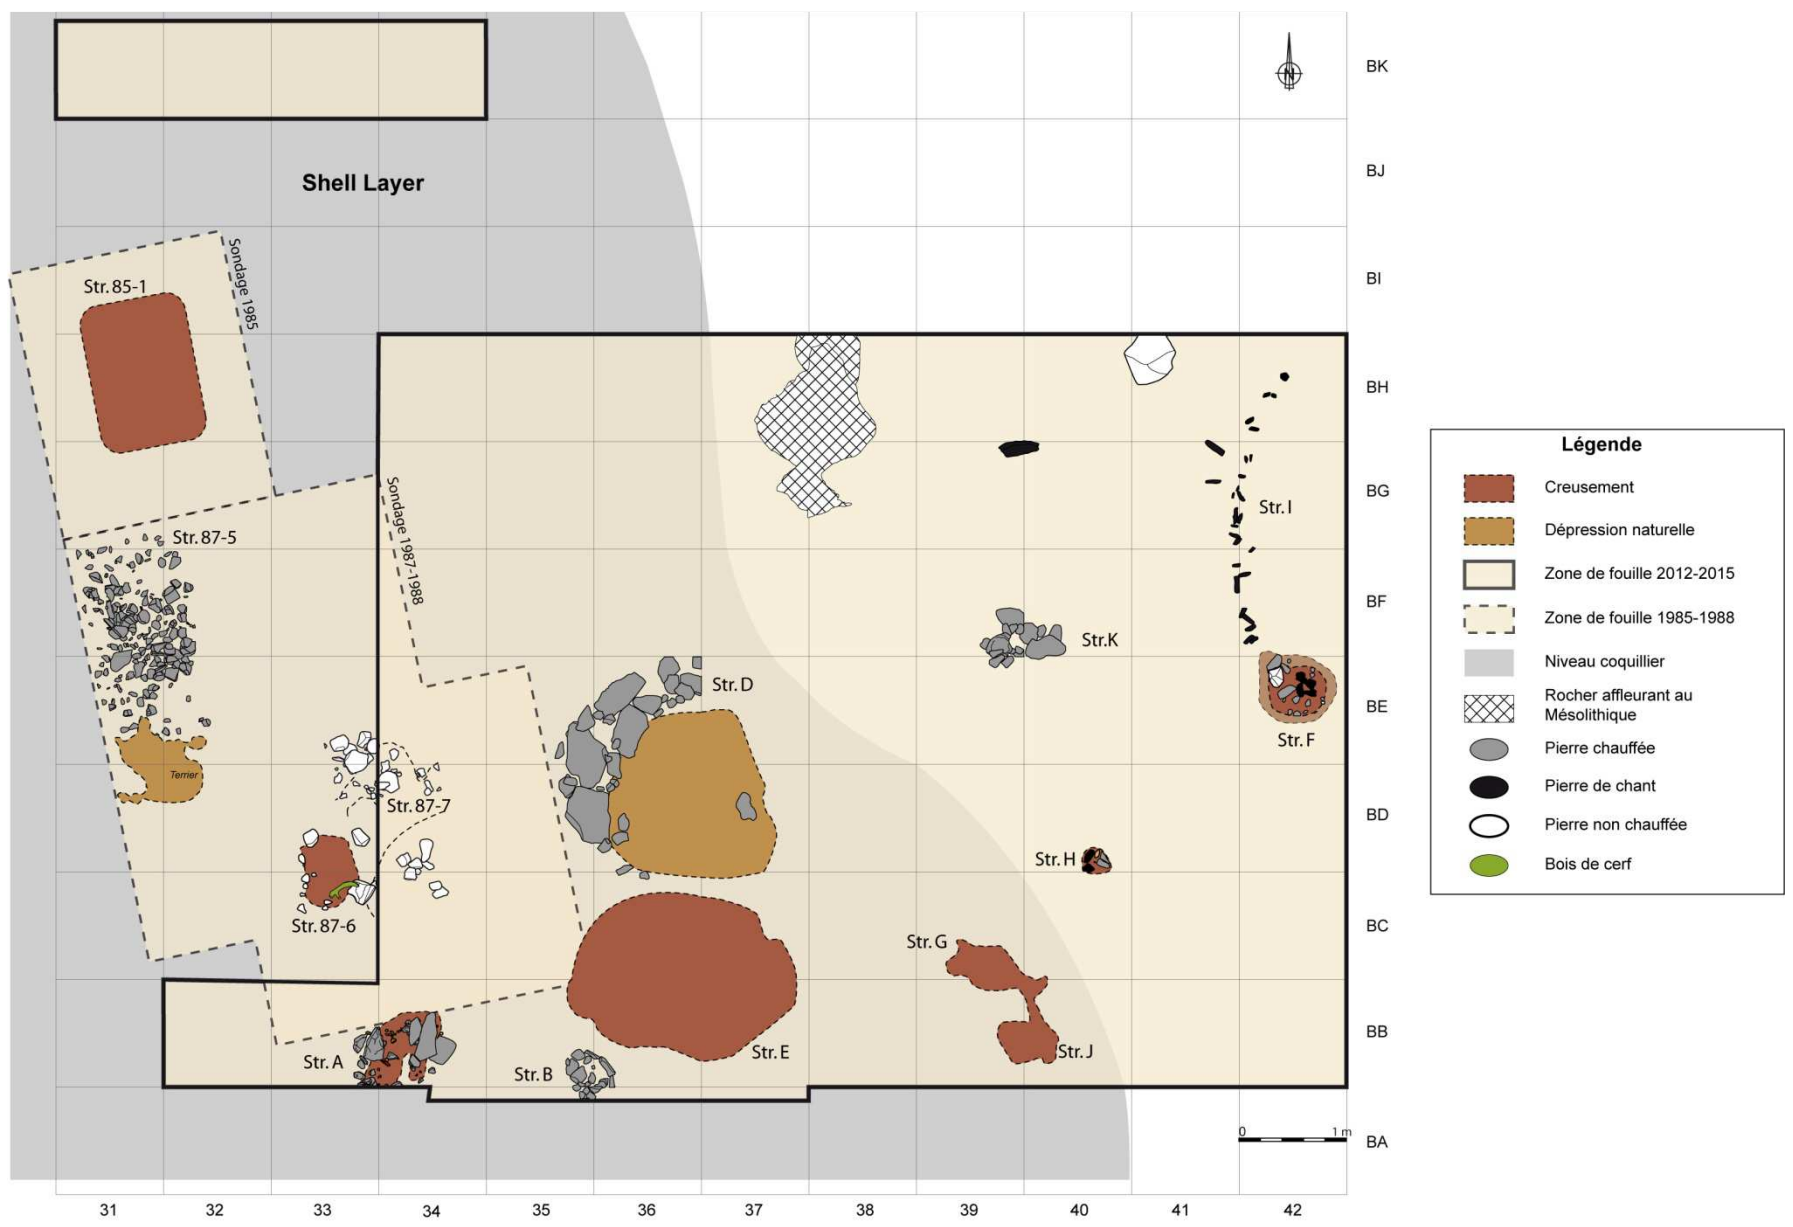 BK
N
BJ
Shell Layer
Sondage 1985
BI
Str. 85-1
BH
Légende
Creusement
Sondage 1987-1988
BG
Str. I
Str. 87-5
Dépression naturelle
Zone de fouille 2012-2015
BF
Zone de fouille 1985-1988
Str.K
Niveau coquillier
Str. D
Rocher affleurant au
Mésolithique
BE
Str. F
Pierre chauffée
Terrier
Pierre de chant
Str. 87-7
BD
Pierre non chauffée
Str. H
Bois de cerf
Str. 87-6
BC
Str. G
BB
Str. A
Str. B
Str. E
Str. J
0 1 m
BA
31 32 33 34 35 36 37 38 39 40 41 42